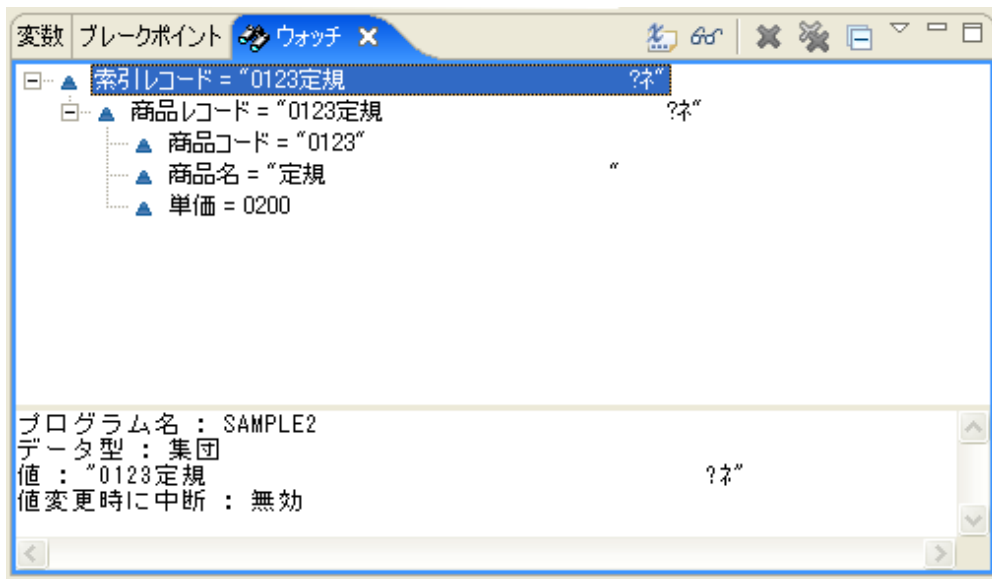 変数 ブレークポイント ウォッチ
索引レコード = "0123定規 ?ネ"
商品レコード = "0123定規 ?ネ"
商品コード = "0123"
商品名 = "定規 "
単価 = 0200
プログラム名 : SAMPLE2
データ型 : 集団
値 : "0123定規 ?ネ"
値変更時に中断 : 無効